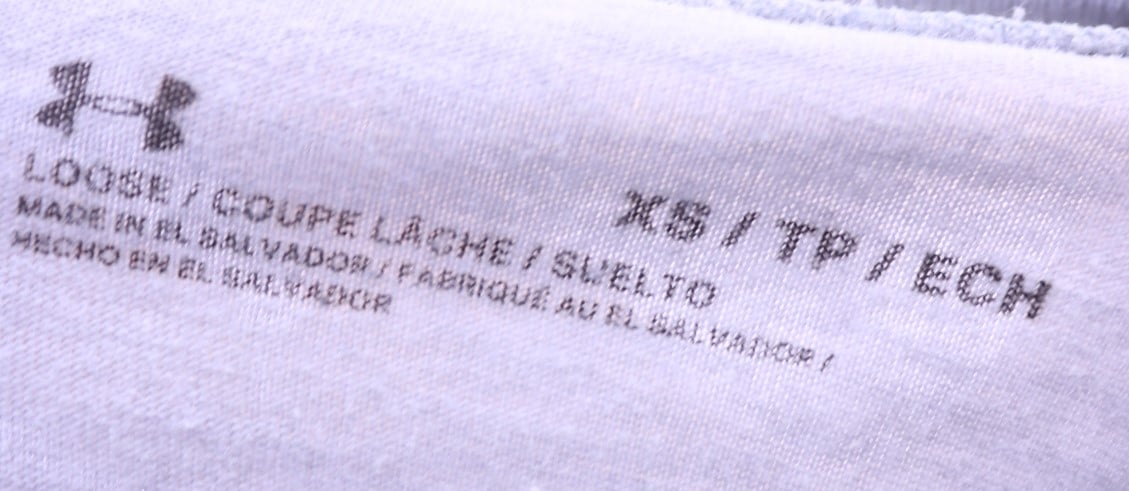 XS / TP / ECH
LOOSE / COUPE LÂCHE / SUELTO
MADE IN EL SALVADOR / FABRIQUÉ AU EL SALVADOR /
HECHO EN EL SALVADOR